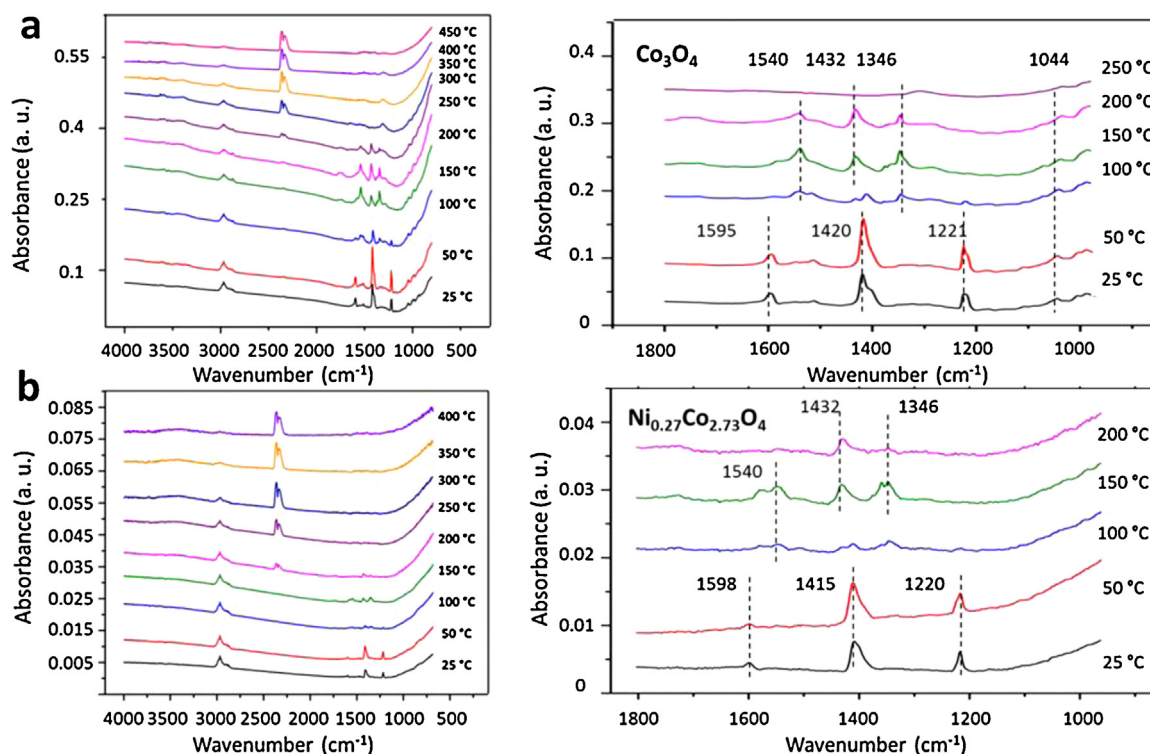 a
0.55
0.4
0.25
0.1
Absorbance (a. u.)
450 °C
400 °C
350 °C
300 °C
250 °C
200 °C
150 °C
100 °C
50 °C
25 °C
4000 3500 3000 2500 2000 1500 1000 500
Wavenumber (cm-1)
0.4
0.3
0.2
0.1
0
Absorbance (a. u.)
Co3O4
1540 1432 1346 1044
250 °C
200 °C
150 °C
100 °C
1595 1420 1221
50 °C
25 °C
1800 1600 1400 1200 1000
Wavenumber (cm-1)
b
0.085
0.075
0.065
0.055
0.045
0.035
0.025
0.015
0.005
Absorbance (a. u.)
400 °C
350 °C
300 °C
250 °C
200 °C
150 °C
100 °C
50 °C
25 °C
4000 3500 3000 2500 2000 1500 1000 500
Wavenumber (cm-1)
0.04
0.03
0.02
0.01
0
Absorbance (a. u.)
Ni0.27Co2.73O4
1432 1346
200 °C
1540
150 °C
100 °C
1598 1415 1220
50 °C
25 °C
1800 1600 1400 1200 1000
Wavenumber (cm-1)